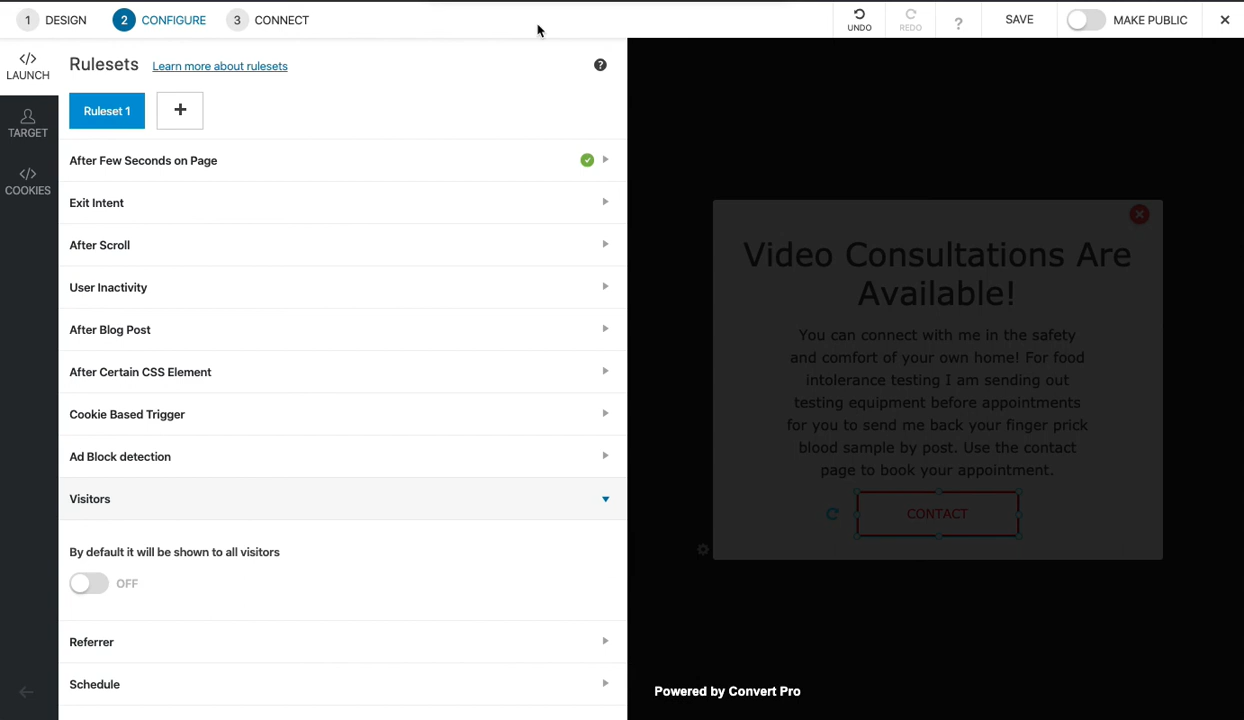 1 DESIGN 2 CONFIGURE 3 CONNECT UNDO REDO ? SAVE MAKE PUBLIC
LAUNCH
TARGET
COOKIES
Rulesets Learn more about rulesets ?
Ruleset 1 +
After Few Seconds on Page
Exit Intent
After Scroll
User Inactivity
After Blog Post
After Certain CSS Element
Cookie Based Trigger
Ad Block detection
Visitors
By default it will be shown to all visitors
OFF
Referrer
Schedule
Video Consultations Are
Available!
You can connect with me in the safety
and comfort of your own home! For food
intolerance testing I am sending out
testing equipment before appointments
for you to send me back your finger prick
blood sample by post. Use the contact
page to book your appointment.
CONTACT
Powered by Convert Pro